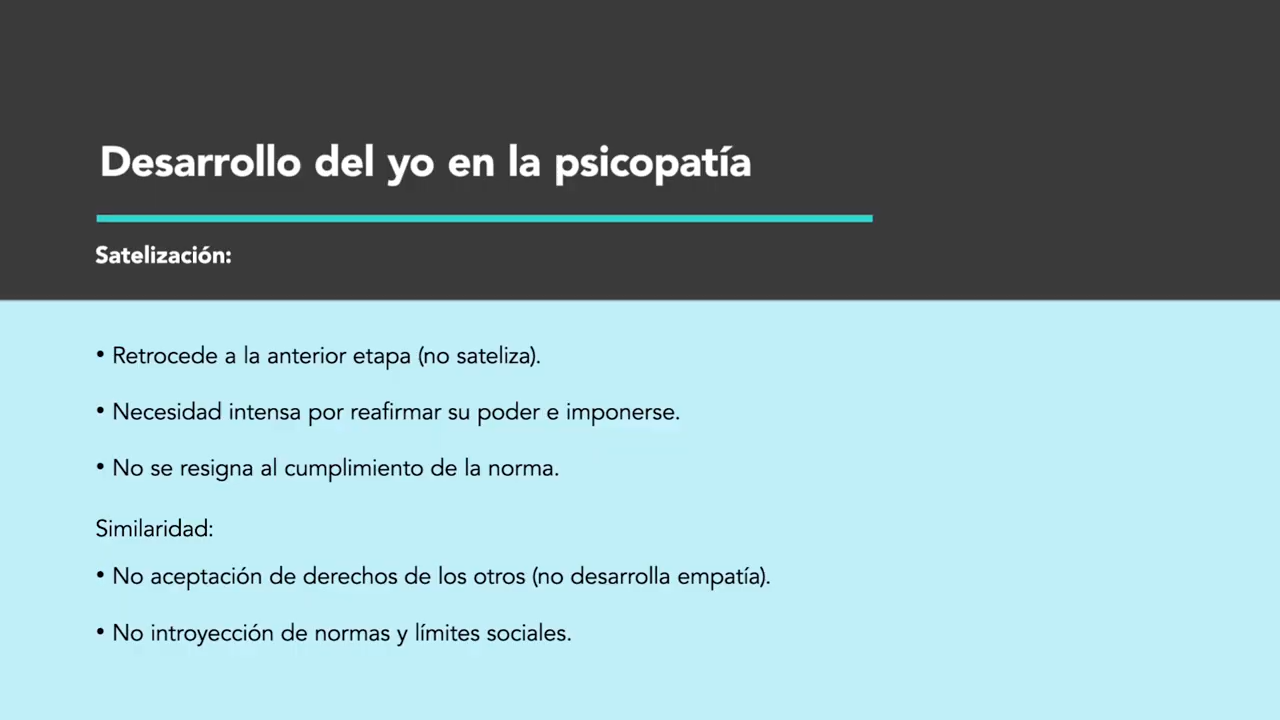 Desarrollo del yo en la psicopatía
Satelización:
• Retrocede a la anterior etapa (no sateliza).
• Necesidad intensa por reafirmar su poder e imponerse.
• No se resigna al cumplimiento de la norma.
Similaridad:
• No aceptación de derechos de los otros (no desarrolla empatía).
• No introyección de normas y límites sociales.